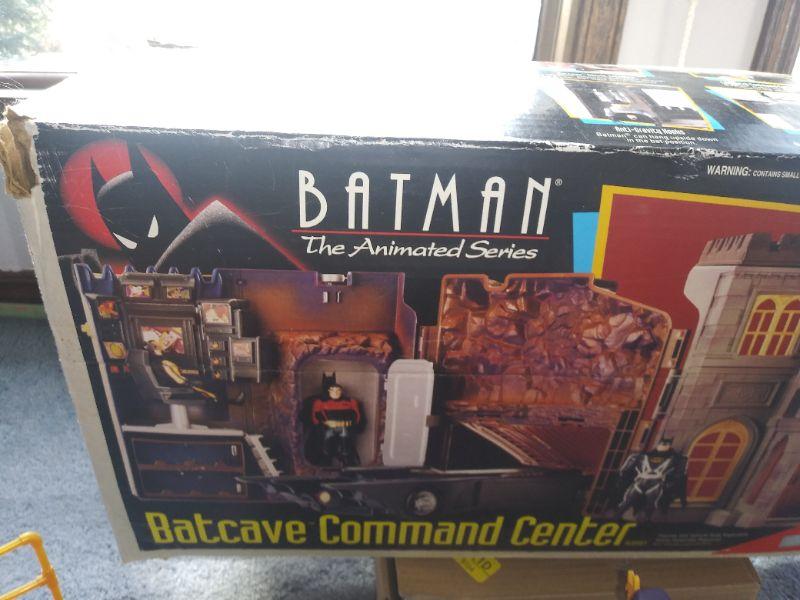 Anti-Gravity Hooks
Batman® can hang upside down
in the bat position.
WARNING: CONTAINS SMALL
BATMAN®
The Animated Series
Batcave™ Command Center